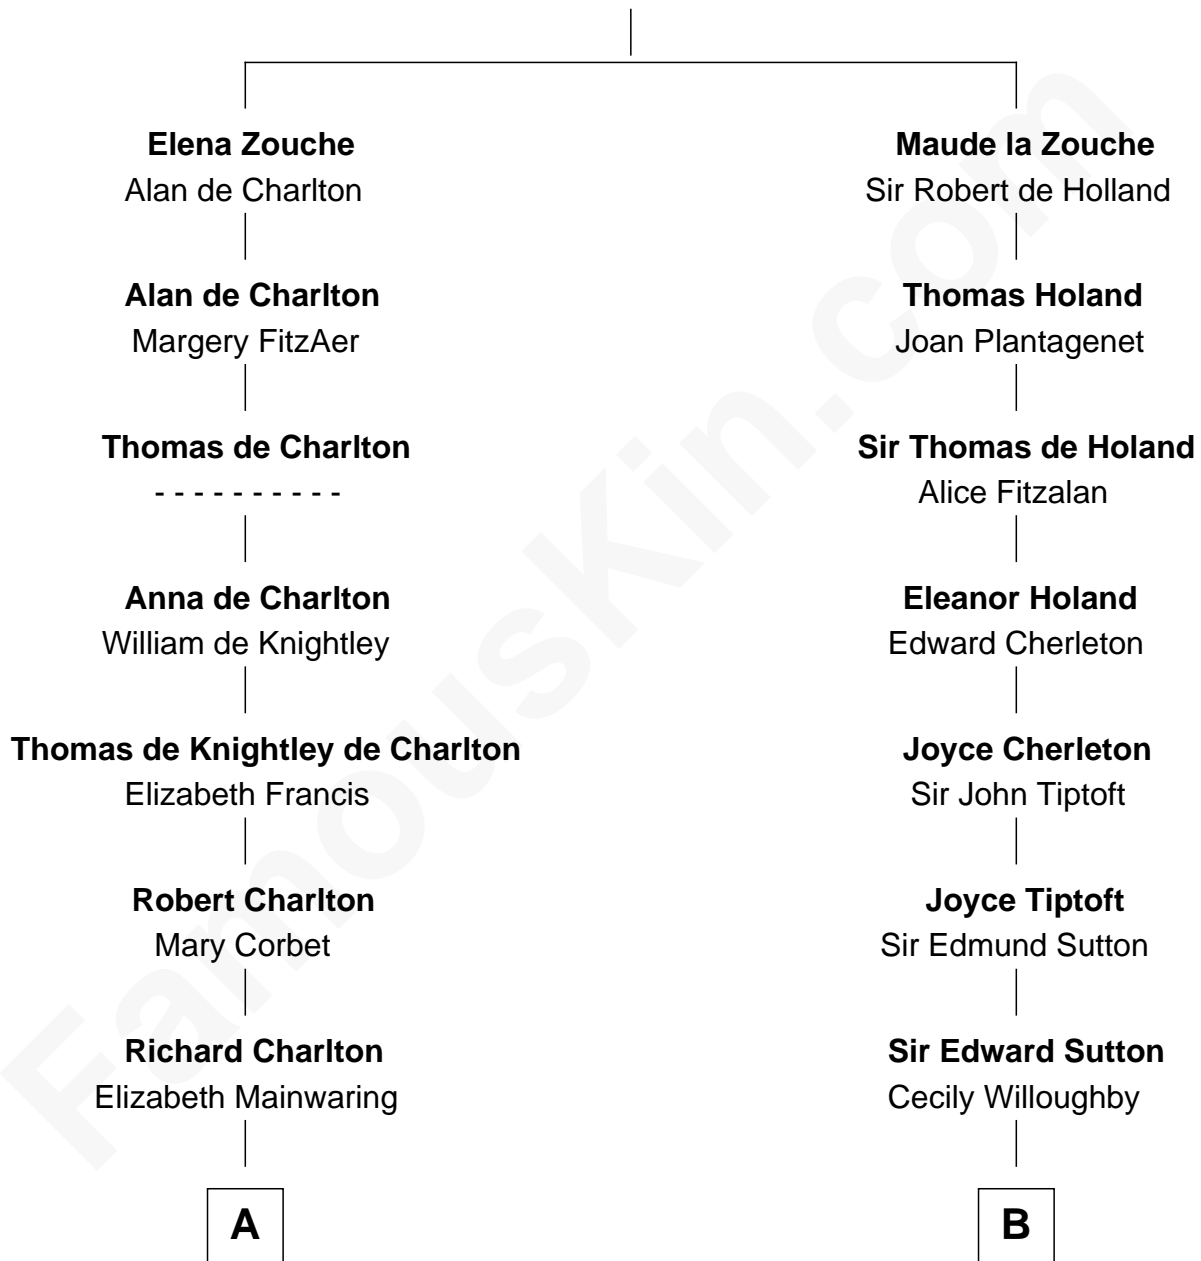 Elena Zouche
Alan de Charlton
Alan de Charlton
Margery FitzAer
Thomas de Charlton
- - - - - - - - - -
Anna de Charlton
William de Knightley
Thomas de Knightley de Charlton
Elizabeth Francis
Robert Charlton
Mary Corbet
Richard Charlton
Elizabeth Mainwaring
A
Maude la Zouche
Sir Robert de Holland
Thomas Holand
Joan Plantagenet
Sir Thomas de Holand
Alice Fitzalan
Eleanor Holand
Edward Cherleton
Joyce Cherleton
Sir John Tiptoft
Joyce Tiptoft
Sir Edmund Sutton
Sir Edward Sutton
Cecily Willoughby
B
FamousKin.com